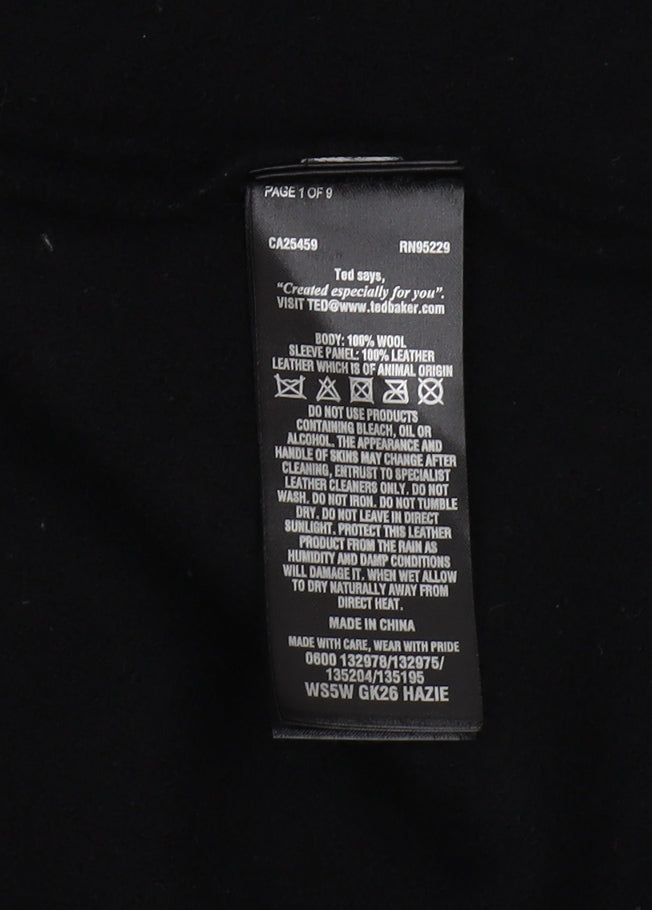 PAGE 1 OF 9
CA25459 RN95229
Ted says,
“Created especially for you”.
VISIT TED@www.tedbaker.com
BODY: 100% WOOL
SLEEVE PANEL: 100% LEATHER
LEATHER WHICH IS OF ANIMAL ORIGIN
DO NOT USE PRODUCTS
CONTAINING BLEACH, OIL OR
ALCOHOL. THE APPEARANCE AND
HANDLE OF SKINS MAY CHANGE AFTER
CLEANING, ENTRUST TO SPECIALIST
LEATHER CLEANERS ONLY. DO NOT
WASH. DO NOT IRON. DO NOT TUMBLE
DRY. DO NOT LEAVE IN DIRECT
SUNLIGHT. PROTECT THIS LEATHER
PRODUCT FROM THE RAIN AS
HUMIDITY AND DAMP CONDITIONS
WILL DAMAGE IT. WHEN WET ALLOW
TO DRY NATURALLY AWAY FROM
DIRECT HEAT.
MADE IN CHINA
MADE WITH CARE, WEAR WITH PRIDE
0600 132978/132975/
135204/135195
WS5W GK26 HAZIE